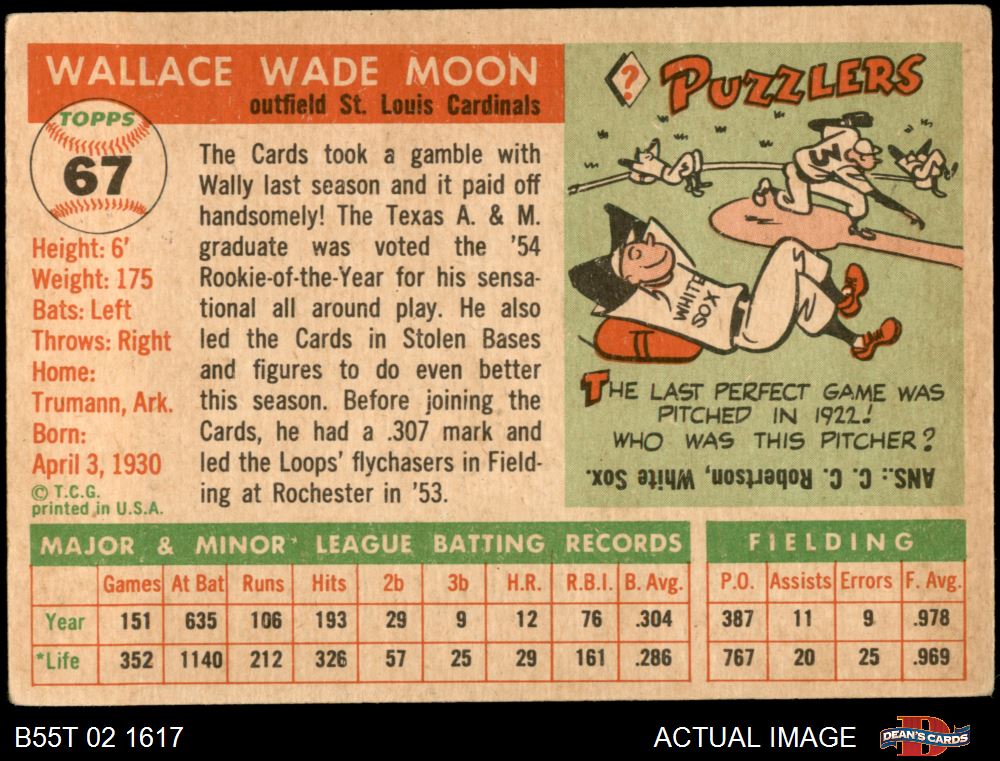 WALLACE WADE MOON
outfield St. Louis Cardinals
TOPPS
67
Height: 6'
Weight: 175
Bats: Left
Throws: Right
Home:
Trumann, Ark.
Born:
April 3, 1930
© T.C.G.
printed in U.S.A.
The Cards took a gamble with
Wally last season and it paid off
handsomely! The Texas A. & M.
graduate was voted the '54
Rookie-of-the-Year for his sensa-
tional all around play. He also
led the Cards in Stolen Bases
and figures to do even better
this season. Before joining the
Cards, he had a .307 mark and
led the Loops' flychasers in Field-
ing at Rochester in '53.
? PUZZLERS
3
WHITE
SOX
THE LAST PERFECT GAME WAS
PITCHED IN 1922!
WHO WAS THIS PITCHER?
ANS.: C. C. Robertson, White Sox.
MAJOR & MINOR* LEAGUE BATTING RECORDS
Games At Bat Runs Hits 2b 3b H.R. R.B.I. B. Avg.
Year 151 635 106 193 29 9 12 76 .304
*Life 352 1140 212 326 57 25 29 161 .286
FIELDING
P.O. Assists Errors F. Avg.
387 11 9 .978
767 20 25 .969
B55T 02 1617
ACTUAL IMAGE
DEAN'S CARDS